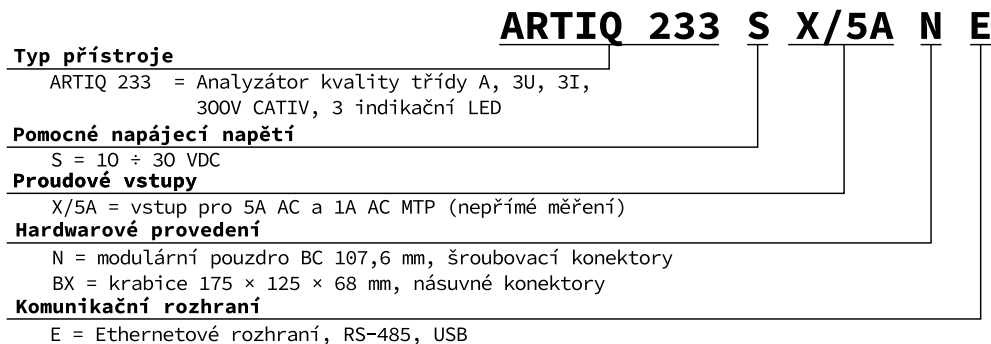 ARTIQ 233 S X/5A N E
Typ přístroje
ARTIQ 233 = Analyzátor kvality třídy A, 3U, 3I,
300V CATIV, 3 indikační LED
Pomocné napájecí napětí
S = 10 ÷ 30 VDC
Proudové vstupy
X/5A = vstup pro 5A AC a 1A AC MTP (nepřímé měření)
Hardwarové provedení
N = modulární pouzdro BC 107,6 mm, šroubovací konektory
BX = krabice 175 × 125 × 68 mm, násuvné konektory
Komunikační rozhraní
E = Ethernetové rozhraní, RS-485, USB